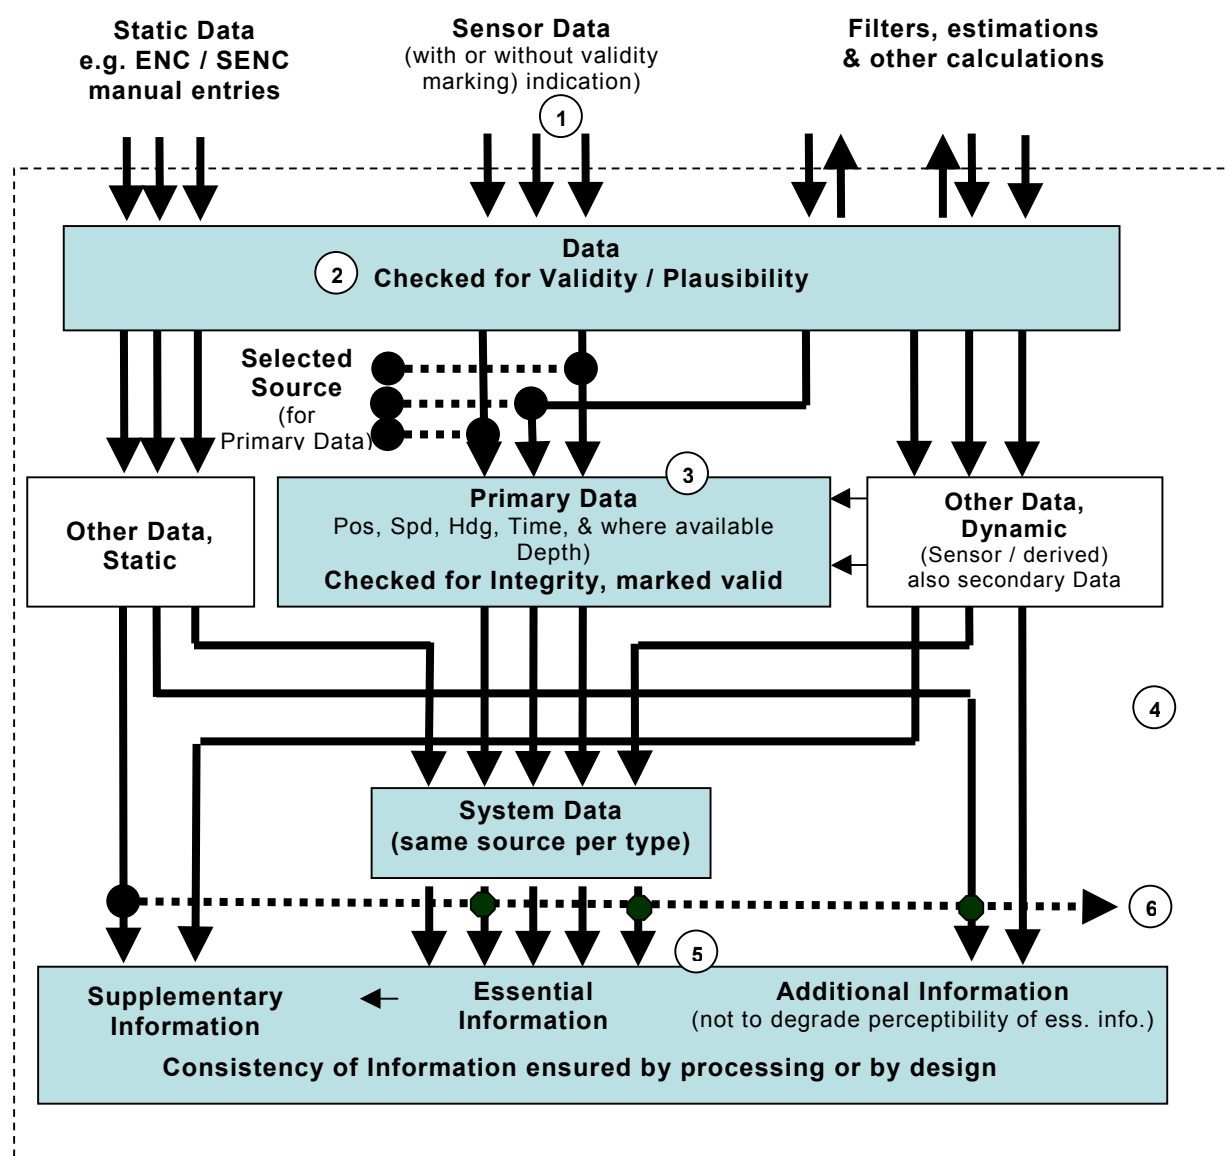 Static Data
e.g. ENC / SENC
manual entries
Sensor Data
(with or without validity
marking) indication)
Filters, estimations
& other calculations
1
Data
2
Checked for Validity / Plausibility
Selected
Source
(for
Primary Data)
3
Other Data,
Static
Primary Data
Pos, Spd, Hdg, Time, & where available
Depth)
Checked for Integrity, marked valid
Other Data,
Dynamic
(Sensor / derived)
also secondary Data
4
System Data
(same source per type)
6
5
Supplementary
Information
Essential
Information
Additional Information
(not to degrade perceptibility of ess. info.)
Consistency of Information ensured by processing or by design